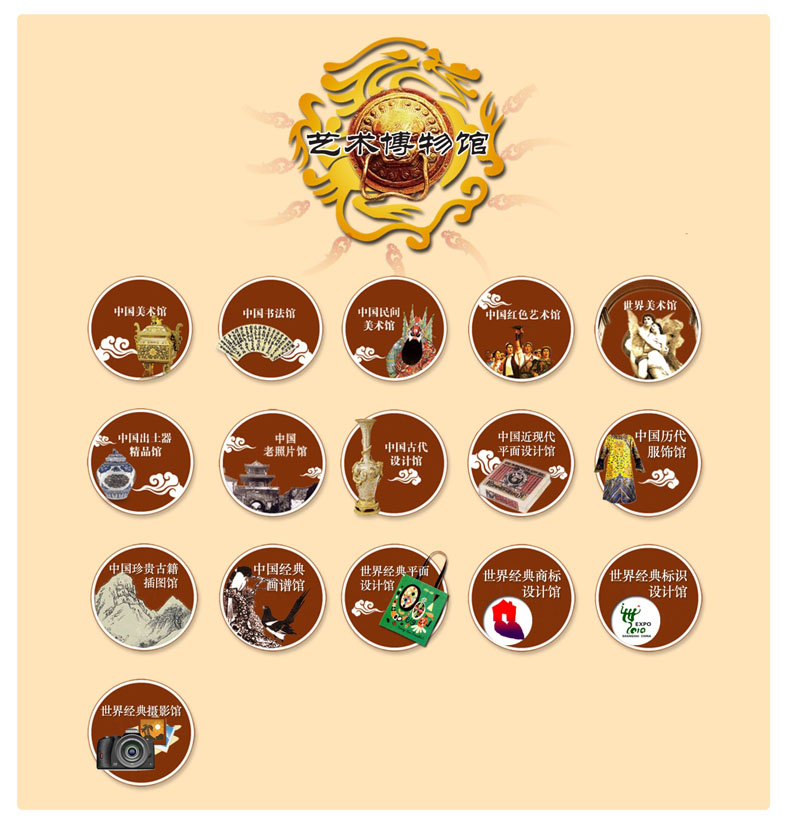 艺术博物馆
中国美术馆
中国书法馆
中国民间
美术馆
中国红色艺术馆
世界美术馆
中国出土器
精品馆
中国
老照片馆
中国古代
设计馆
中国近现代
平面设计馆
中国历代
服饰馆
中国珍贵古籍
插图馆
中国经典
画谱馆
世界经典平面
设计馆
世界经典商标
设计馆
世界经典标识
设计馆
EXPO
2010
SHANGHAI CHINA
世界经典摄影馆